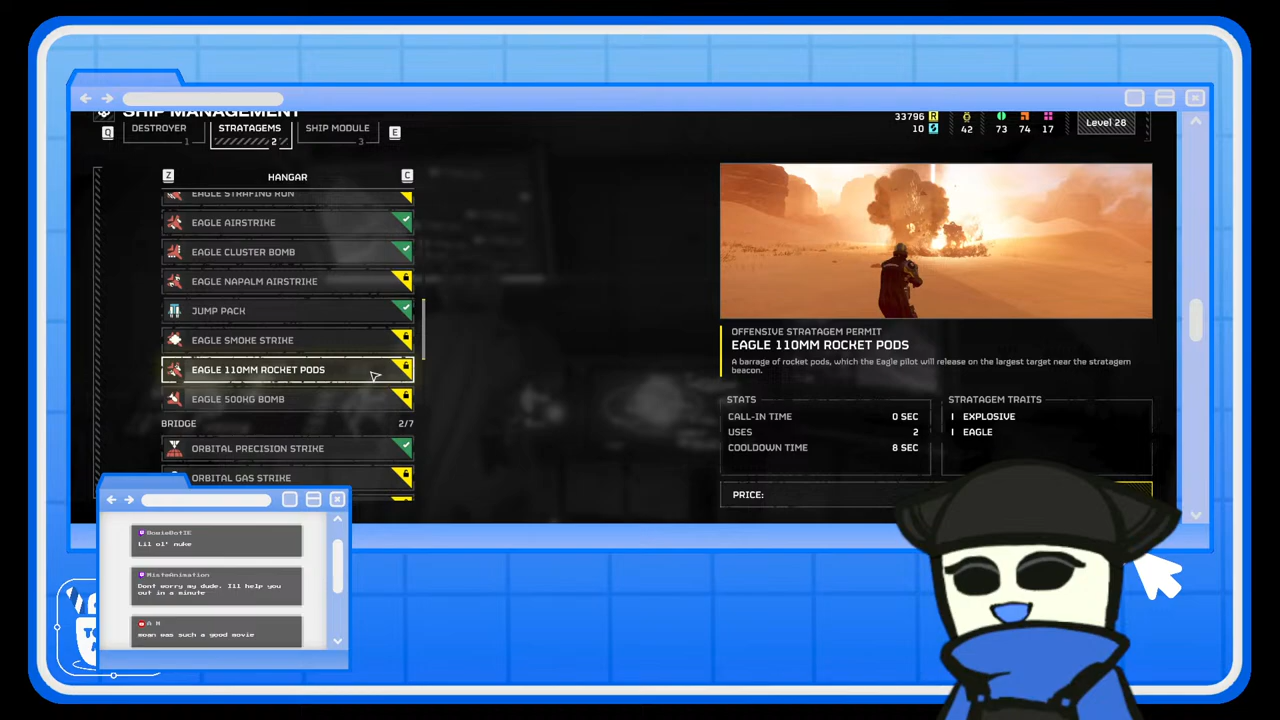 SHIP MANAGEMENT
Q DESTROYER 1 STRATAGEMS 2 SHIP MODULE 3 E
33796 R
10 S 42 73 74 17 Level 28
Z HANGAR C
EAGLE STRAFING RUN
EAGLE AIRSTRIKE
EAGLE CLUSTER BOMB
EAGLE NAPALM AIRSTRIKE
JUMP PACK
EAGLE SMOKE STRIKE
EAGLE 110MM ROCKET PODS
EAGLE 500KG BOMB
BRIDGE 2/7
ORBITAL PRECISION STRIKE
ORBITAL GAS STRIKE
OFFENSIVE STRATAGEM PERMIT
EAGLE 110MM ROCKET PODS
A barrage of rocket pods, which the Eagle pilot will release on the largest target near the stratagem
beacon.
STATS
CALL-IN TIME 0 SEC
USES 2
COOLDOWN TIME 8 SEC
STRATAGEM TRAITS
EXPLOSIVE
EAGLE
PRICE:
Lil ol' nuke
MistaAnimation
Dont worry my dude. Ill help you
out in a minute
A M
moan was such a good movie